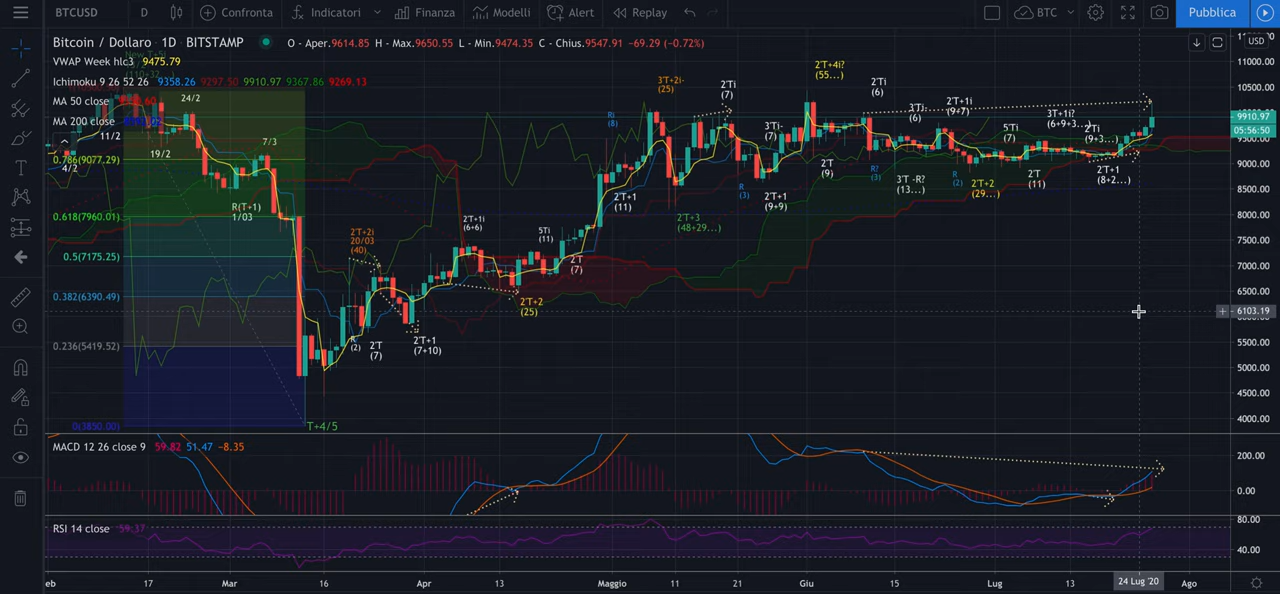 BTCUSD D Confronta Indicatori Finanza Modelli Alert Replay BTC Pubblica
Bitcoin / Dollaro 1D BITSTAMP O - Aper.9614.85 H - Max.9650.55 L - Min.9474.35 C - Chius.9547.91 -69.29 (-0.72%)
VWAP Week hlc3 9475.79
Ichimoku 9 26 52 26 9358.26 9297.50 9910.97 9367.86 9269.13
MA 50 close
MA 200 close
24/2
11/2
19/2
4/2
7/3
R(T+1)
1/03
0.786(9077.29)
0.618(7960.01)
0.5(7175.25)
0.382(6390.49)
0.236(5419.52)
0(3850.00)
T+4/5
2'T+2i
20/03
(40)
R
(2)
2'T
(7)
2'T+1
(7+10)
2'T+1i
(6+6)
2'T+2
(25)
5Ti
(11)
2'T
(7)
Ri
(8)
2'T+1
(11)
3'T+2i-
(25)
2'T+3
(48+29...)
2'Ti
(7)
R
(3)
3'Ti-
(7)
2'T+1
(9+9)
2'T+4i?
(55...)
2'T
(9)
2'Ti
(6)
R?
(3)
3'Ti
(6)
3'T -R?
(13...)
2'T+1i
(9+7)
R
(2)
2'T+2
(29...)
5'Ti
(7)
2'T
(11)
3'T+1i?
(6+9+3...)
2'Ti
(9+3...)
2'T+1
(8+2...)
USD
11000.00
9910.97
05:56:50
9500.00
9000.00
8500.00
8000.00
7500.00
7000.00
6500.00
6103.19
5500.00
5000.00
4500.00
4000.00
MACD 12 26 close 9 59.82 51.47 -8.35
200.00
0.00
RSI 14 close 59.37
80.00
40.00
eb 17 Mar 16 Apr 13 Maggio 11 21 Giu 15 Lug 13 24 Lug '20 Ago